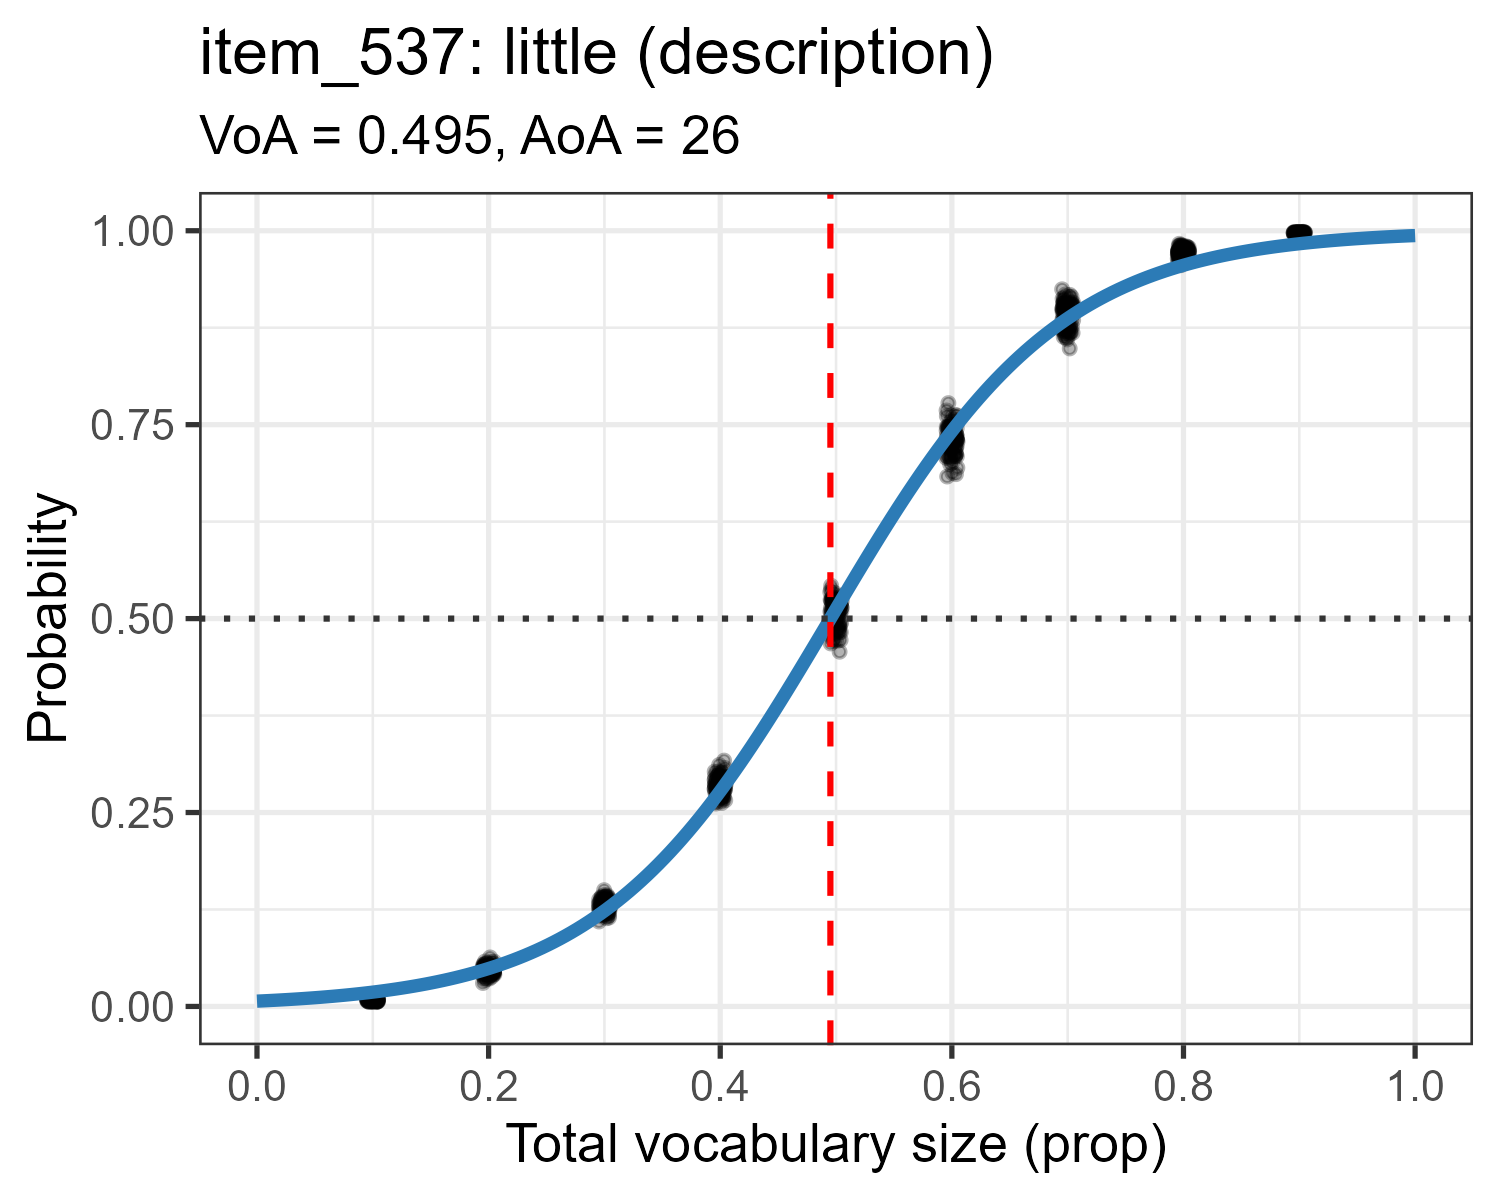 item_537: little (description)
VoA = 0.495, AoA = 26
1.00
0.75
0.50
0.25
0.00
Probability
0.0 0.2 0.4 0.6 0.8 1.0
Total vocabulary size (prop)